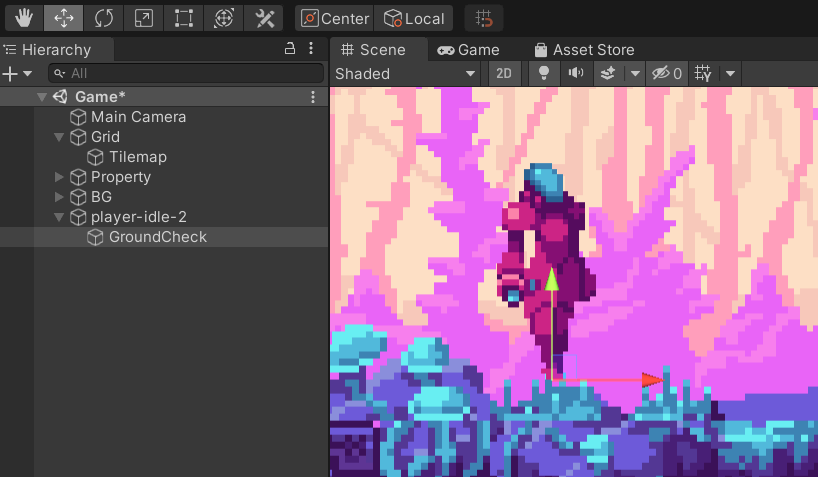 Center Local
Hierarchy
Scene Game Asset Store
All
Shaded 2D 0
Game*
Main Camera
Grid
Tilemap
Property
BG
player-idle-2
GroundCheck